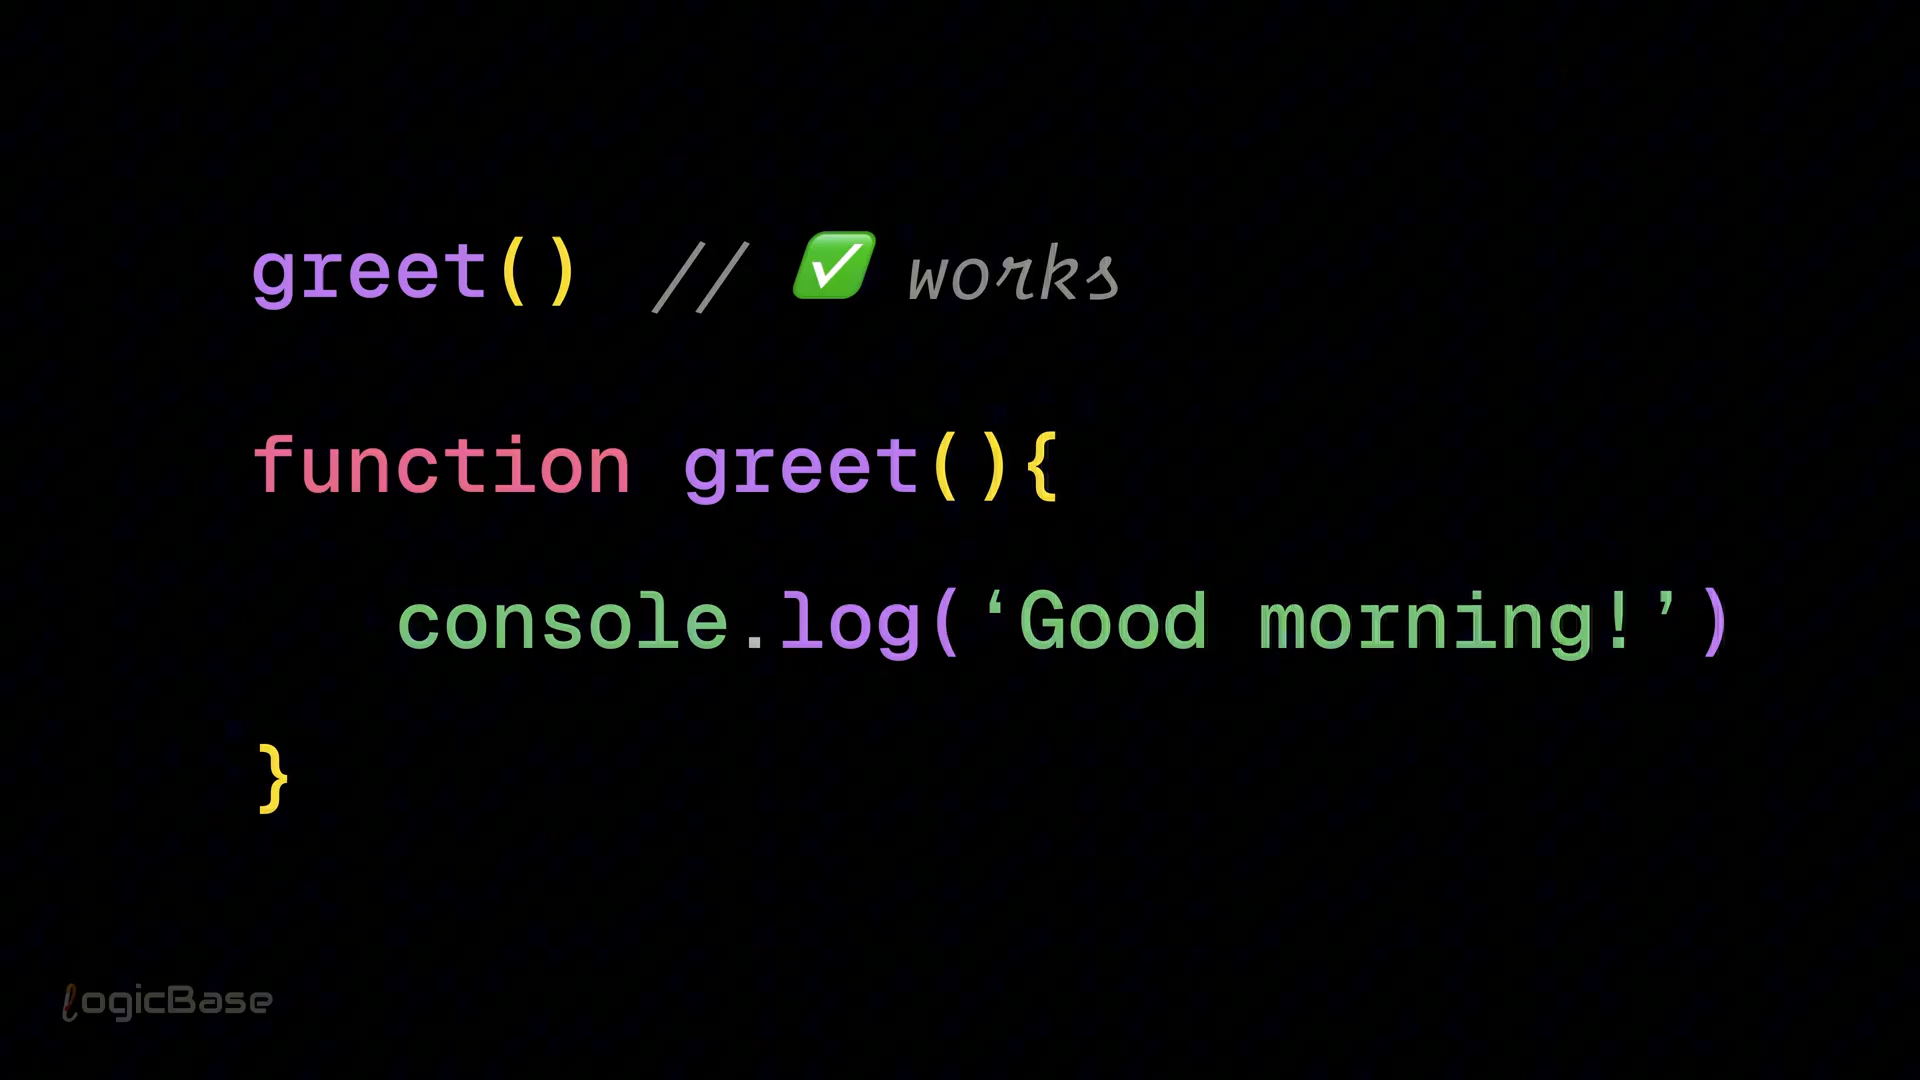 greet() // ✅ works
function greet(){
console.log(‘Good morning!’)
}
LogicBase